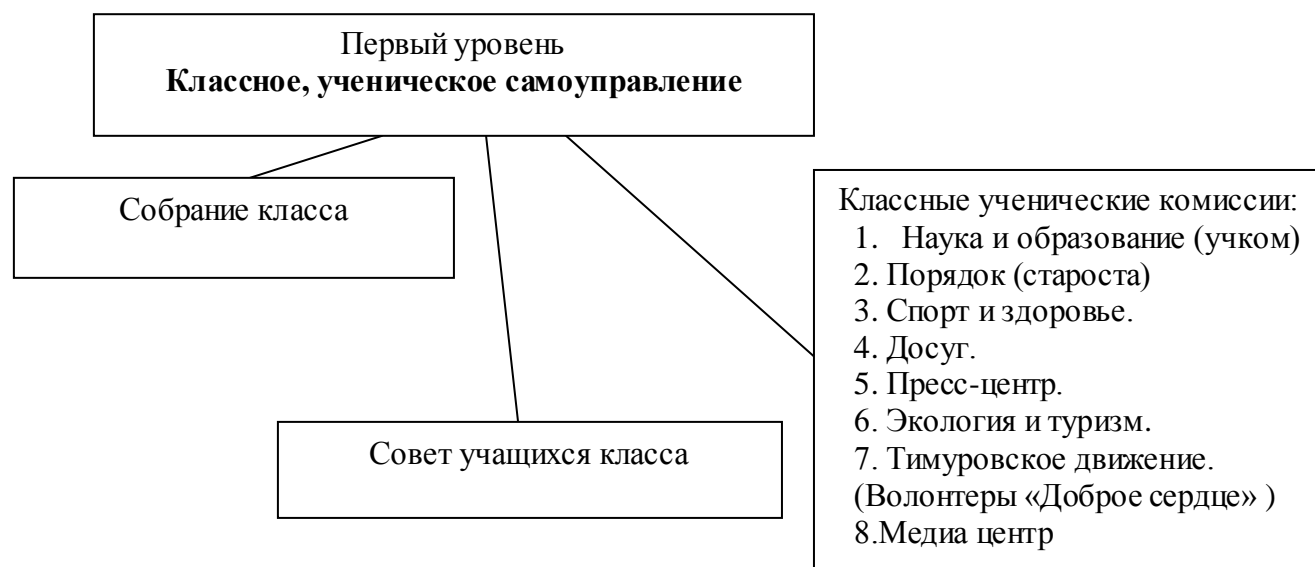 Первый уровень
Классное, ученическое самоуправление
Собрание класса
Совет учащихся класса
Классные ученические комиссии:
1. Наука и образование (учком)
2. Порядок (староста)
3. Спорт и здоровье.
4. Досуг.
5. Пресс-центр.
6. Экология и туризм.
7. Тимуровское движение.
(Волонтеры «Доброе сердце» )
8.Медиа центр